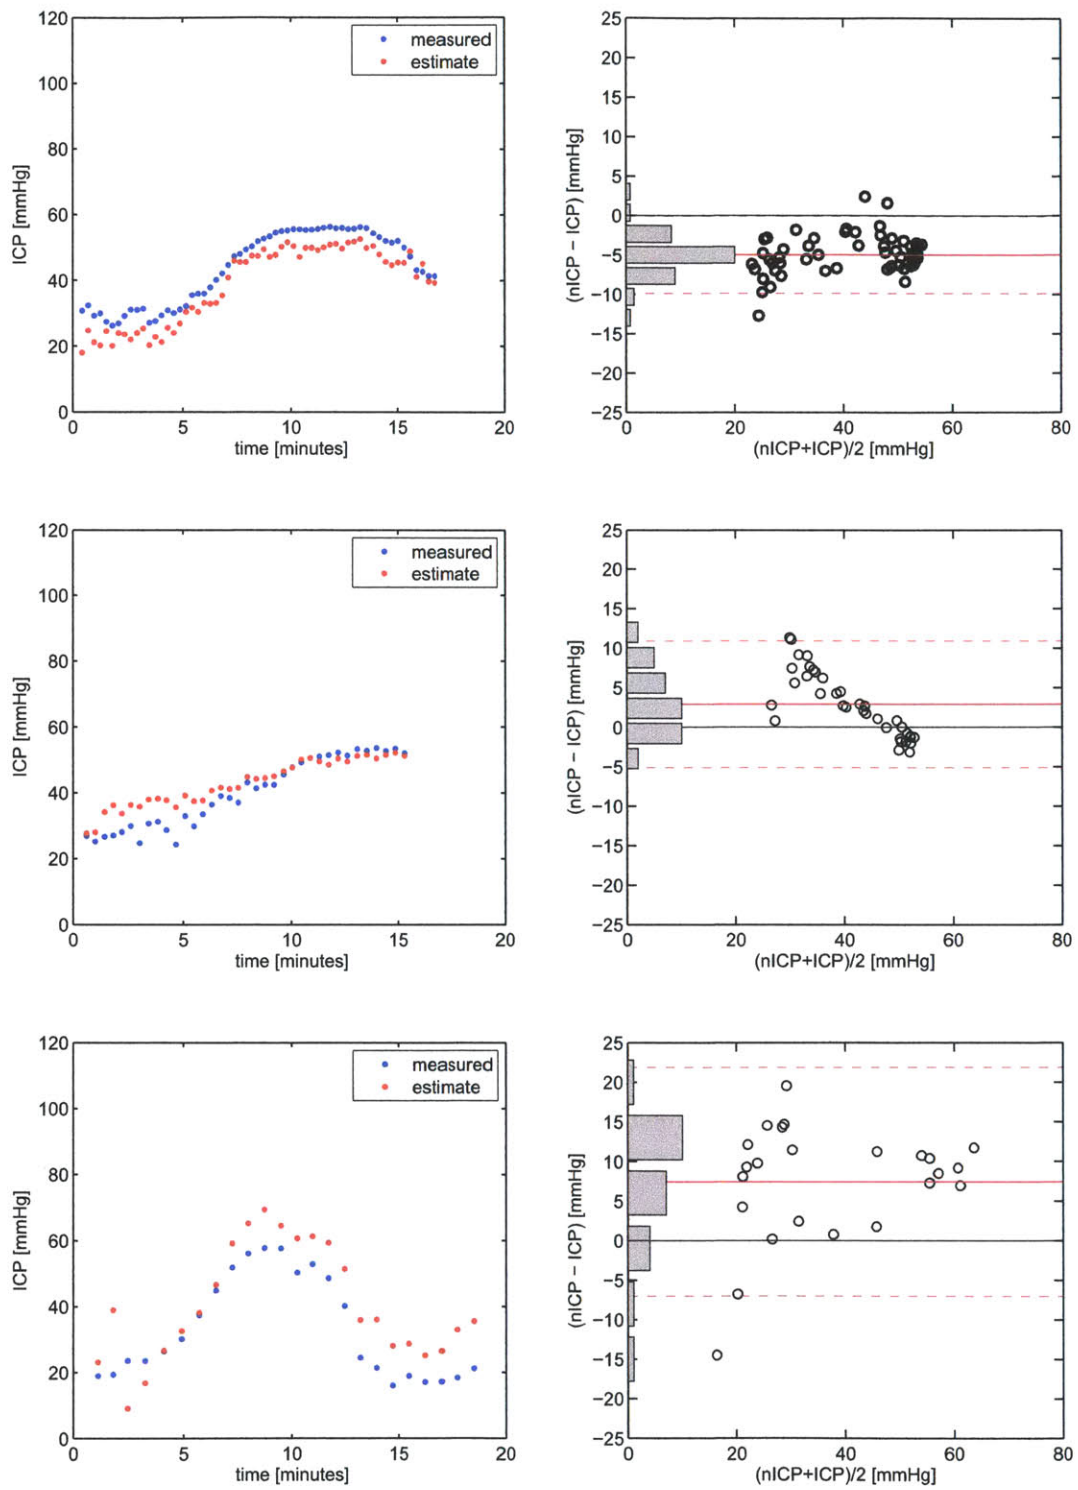 120
100
80
60
40
20
0
ICP [mmHg]
measured
estimate
0 5 10 15 20
time [minutes]
25
20
15
10
5
0
−5
−10
−15
−20
−25
(nICP − ICP) [mmHg]
0 20 40 60 80
(nICP+ICP)/2 [mmHg]
120
100
80
60
40
20
0
ICP [mmHg]
measured
estimate
0 5 10 15 20
time [minutes]
25
20
15
10
5
0
−5
−10
−15
−20
−25
(nICP − ICP) [mmHg]
0 20 40 60 80
(nICP+ICP)/2 [mmHg]
120
100
80
60
40
20
0
ICP [mmHg]
measured
estimate
0 5 10 15 20
time [minutes]
25
20
15
10
5
0
−5
−10
−15
−20
−25
(nICP − ICP) [mmHg]
0 20 40 60 80
(nICP+ICP)/2 [mmHg]